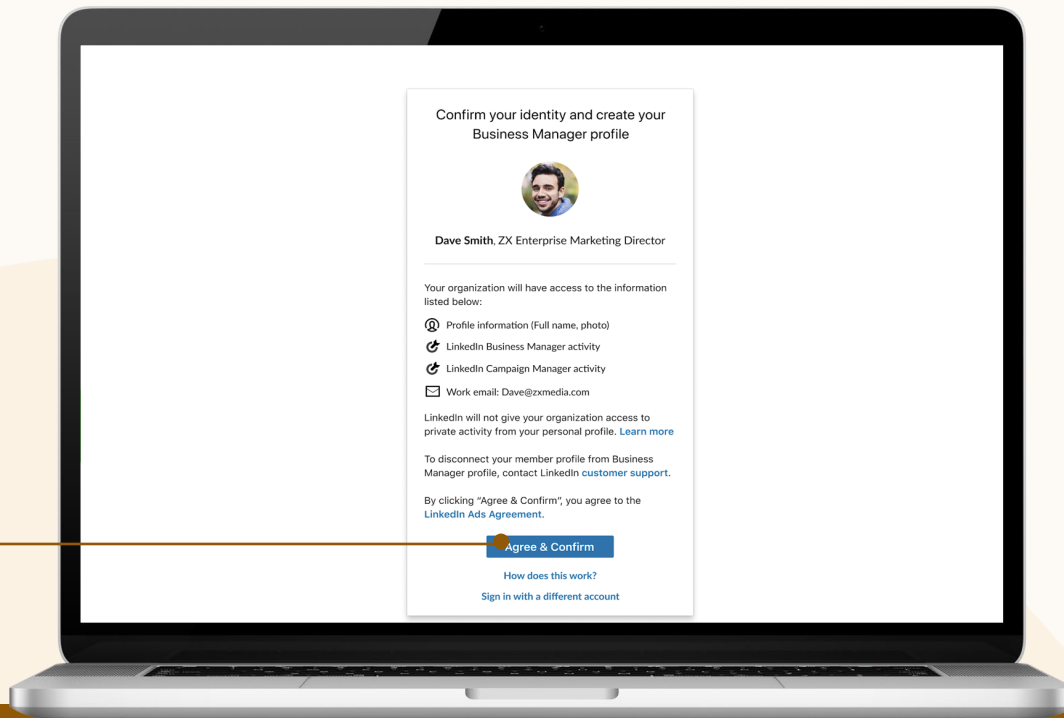 Confirm your identity and create your
Business Manager profile
Dave Smith, ZX Enterprise Marketing Director
Your organization will have access to the information
listed below:
Profile information (Full name, photo)
LinkedIn Business Manager activity
LinkedIn Campaign Manager activity
Work email: Dave@zxmedia.com
LinkedIn will not give your organization access to
private activity from your personal profile. Learn more
To disconnect your member profile from Business
Manager profile, contact LinkedIn customer support.
By clicking “Agree & Confirm”, you agree to the
LinkedIn Ads Agreement.
Agree & Confirm
How does this work?
Sign in with a different account